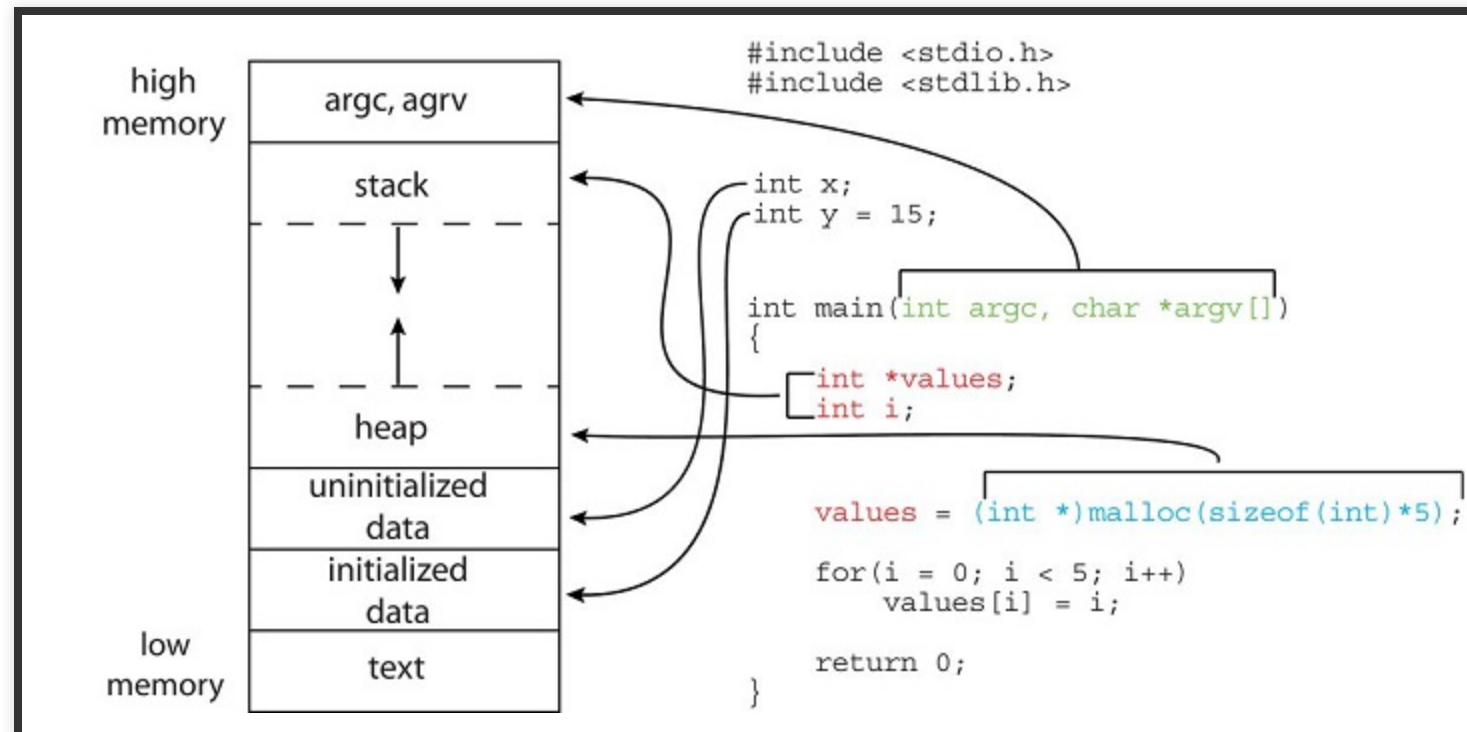 high
memory
argc, agrv
stack
heap
uninitialized
data
initialized
data
text
low
memory
#include <stdio.h>
#include <stdlib.h>
int x;
int y = 15;
int main(int argc, char *argv[])
{
int *values;
int i;
values = (int *)malloc(sizeof(int)*5);
for(i = 0; i < 5; i++)
values[i] = i;
return 0;
}